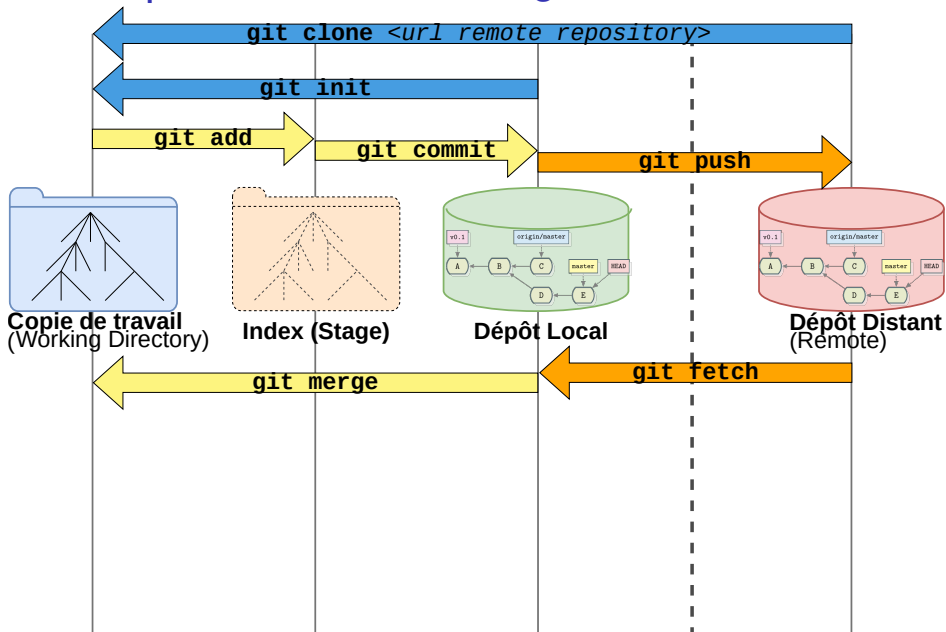 git clone <url remote repository>
git init
git add
git commit
git push
v0.1
origin/master
A
B
C
master
HEAD
D
E
v0.1
origin/master
A
B
C
master
HEAD
D
E
Copie de travail
(Working Directory)
Index (Stage)
Dépôt Local
Dépôt Distant
(Remote)
git merge
git fetch